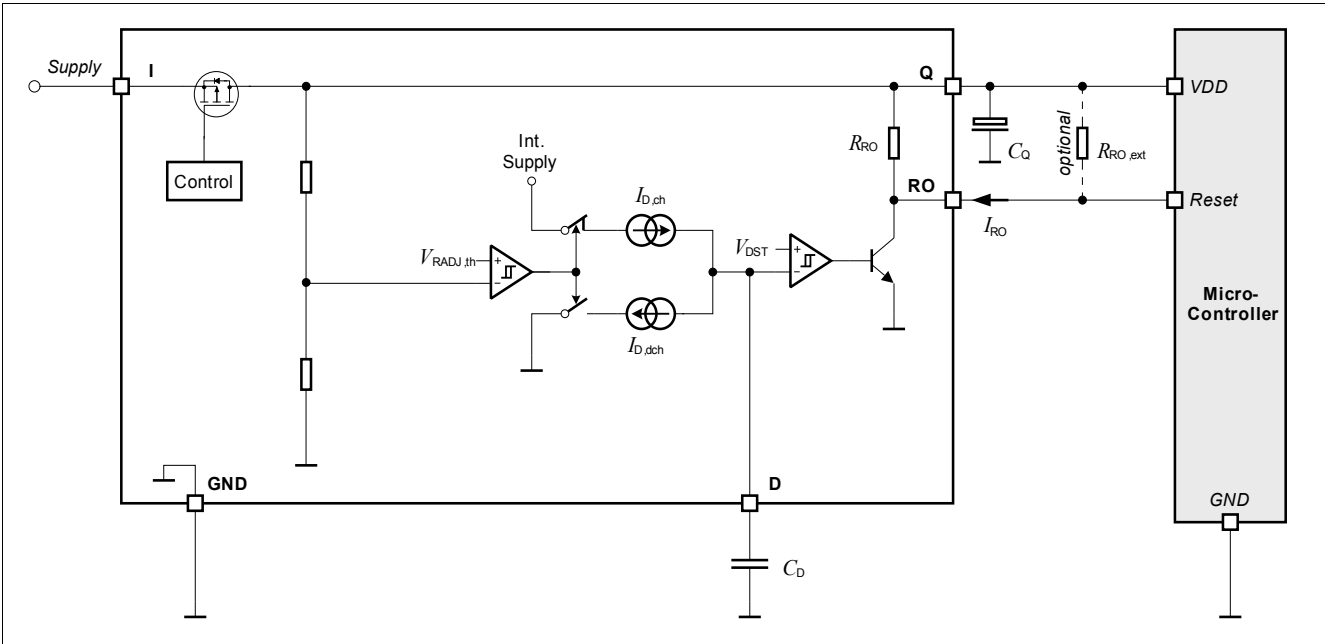 Supply
I
Q
VDD
Control
Int.
Supply
R_RO
C_Q
optional
R_RO,ext
RO
I_RO
Reset
I_D,ch
V_RADJ,th
+
-
V_DST
+
-
I_D,dch
Micro-
Controller
GND
D
GND
C_D